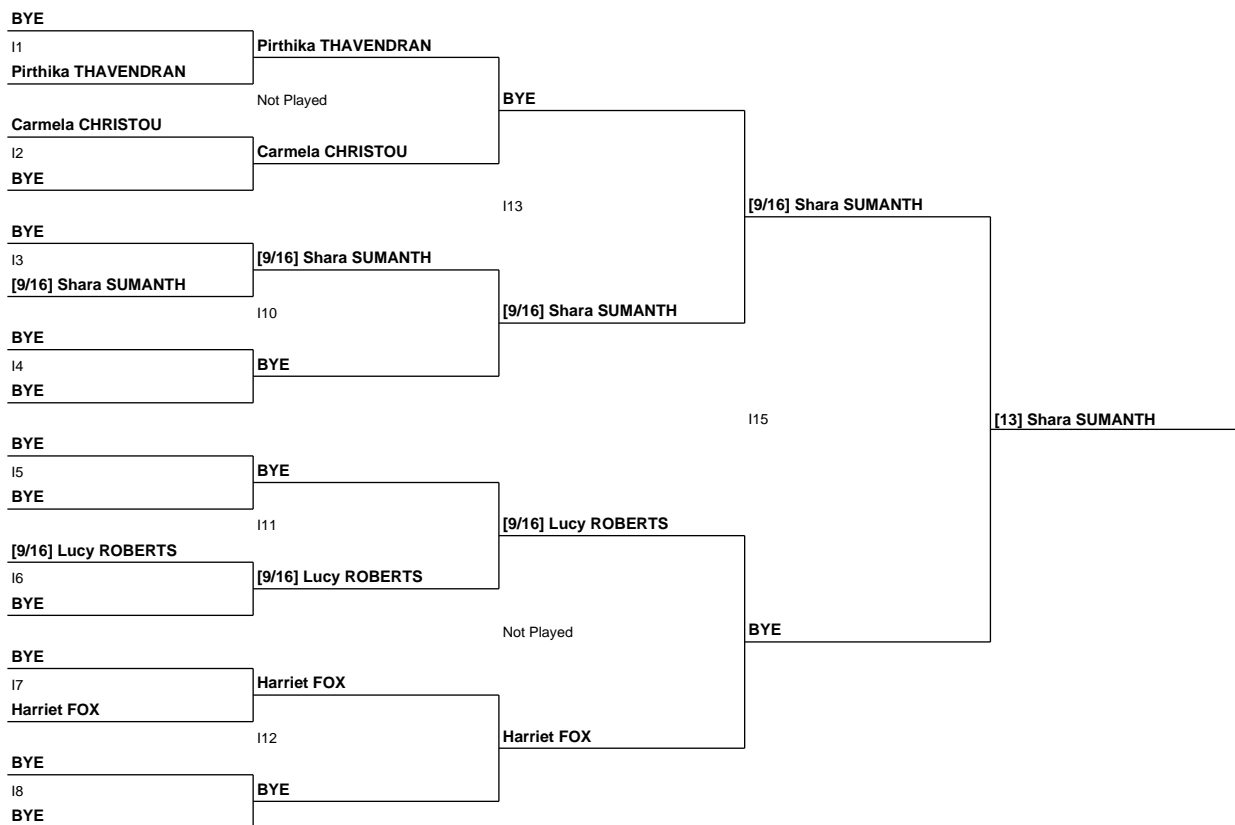 BYE
I1
Pirthika THAVENDRAN
Pirthika THAVENDRAN
Not Played
BYE
Carmela CHRISTOU
I2
Carmela CHRISTOU
BYE
I13
[9/16] Shara SUMANTH
BYE
I3
[9/16] Shara SUMANTH
[9/16] Shara SUMANTH
I10
[9/16] Shara SUMANTH
BYE
I4
BYE
BYE
I15
[13] Shara SUMANTH
BYE
I5
BYE
BYE
I11
[9/16] Lucy ROBERTS
[9/16] Lucy ROBERTS
I6
[9/16] Lucy ROBERTS
BYE
Not Played
BYE
BYE
I7
Harriet FOX
Harriet FOX
I12
Harriet FOX
BYE
I8
BYE
BYE